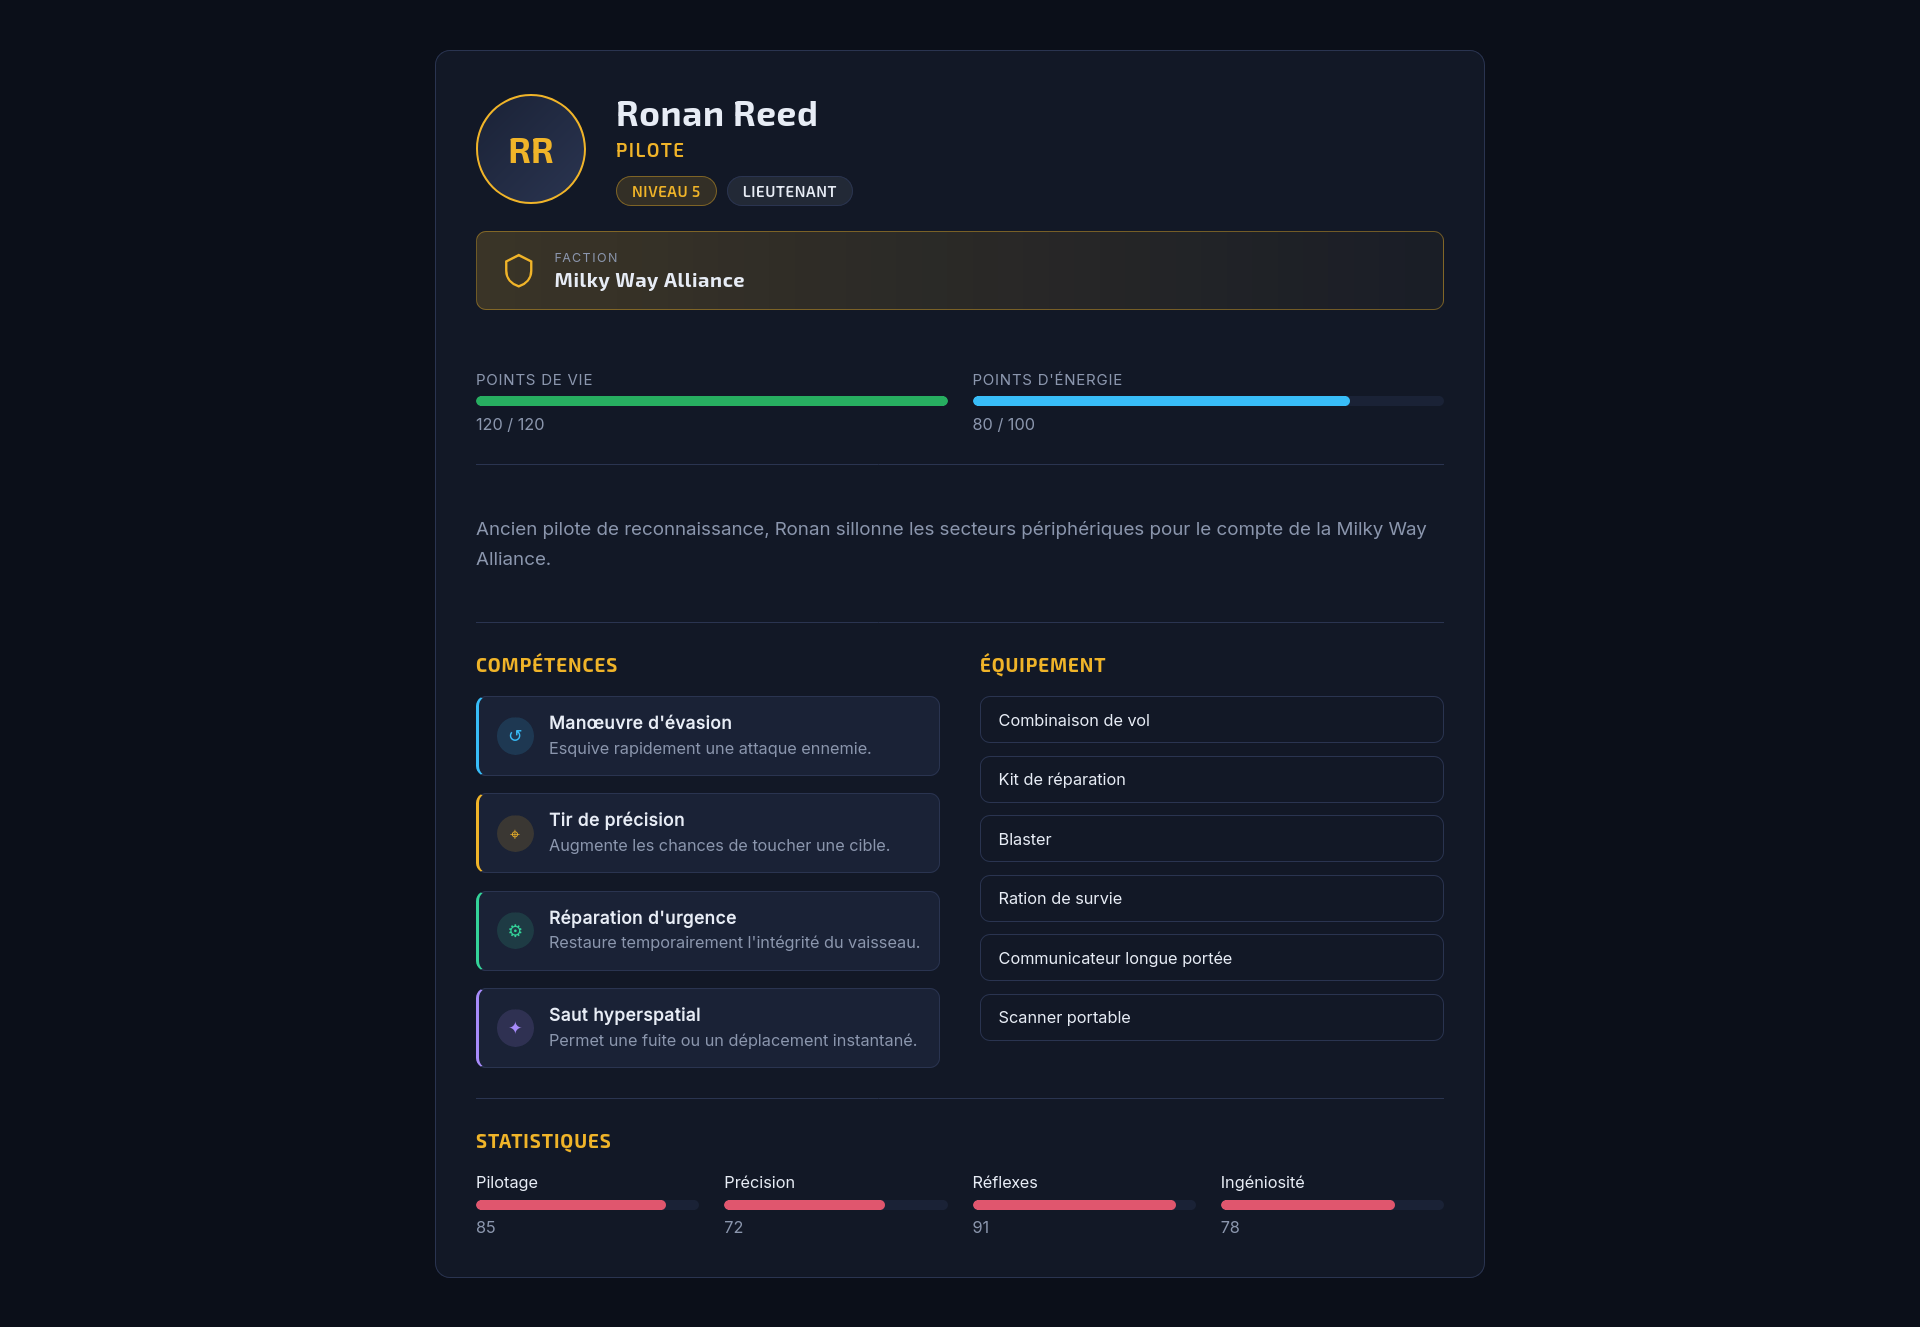 RR
Ronan Reed
PILOTE
NIVEAU 5
LIEUTENANT
FACTION
Milky Way Alliance
POINTS DE VIE
120 / 120
POINTS D'ÉNERGIE
80 / 100
Ancien pilote de reconnaissance, Ronan sillonne les secteurs périphériques pour le compte de la Milky Way
Alliance.
COMPÉTENCES
Manœuvre d'évasion
Esquive rapidement une attaque ennemie.
Tir de précision
Augmente les chances de toucher une cible.
Réparation d'urgence
Restaure temporairement l'intégrité du vaisseau.
Saut hyperspatial
Permet une fuite ou un déplacement instantané.
ÉQUIPEMENT
Combinaison de vol
Kit de réparation
Blaster
Ration de survie
Communicateur longue portée
Scanner portable
STATISTIQUES
Pilotage
85
Précision
72
Réflexes
91
Ingéniosité
78